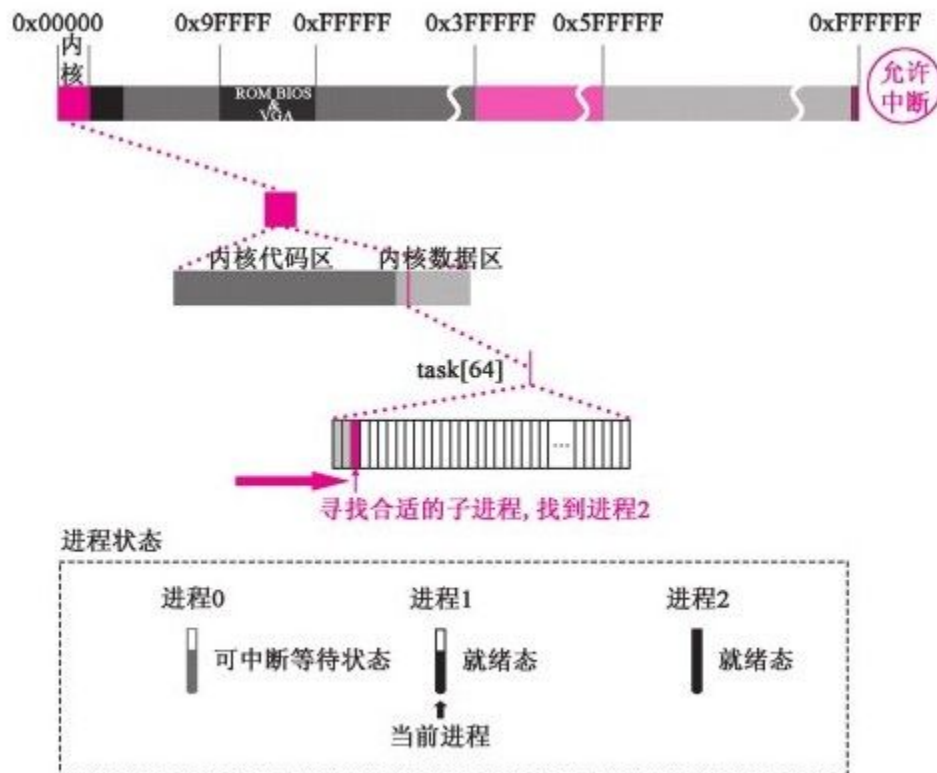 0x00000 0x9FFFF 0xFFFFF 0x3FFFFF 0x5FFFFF 0xFFFFFF
内核
ROM BIOS
&
VGA
允许
中断
内核代码区 内核数据区
task[64]
...
寻找合适的子进程, 找到进程2
进程状态
进程0 进程1 进程2
可中断等待状态 就绪态 就绪态
当前进程